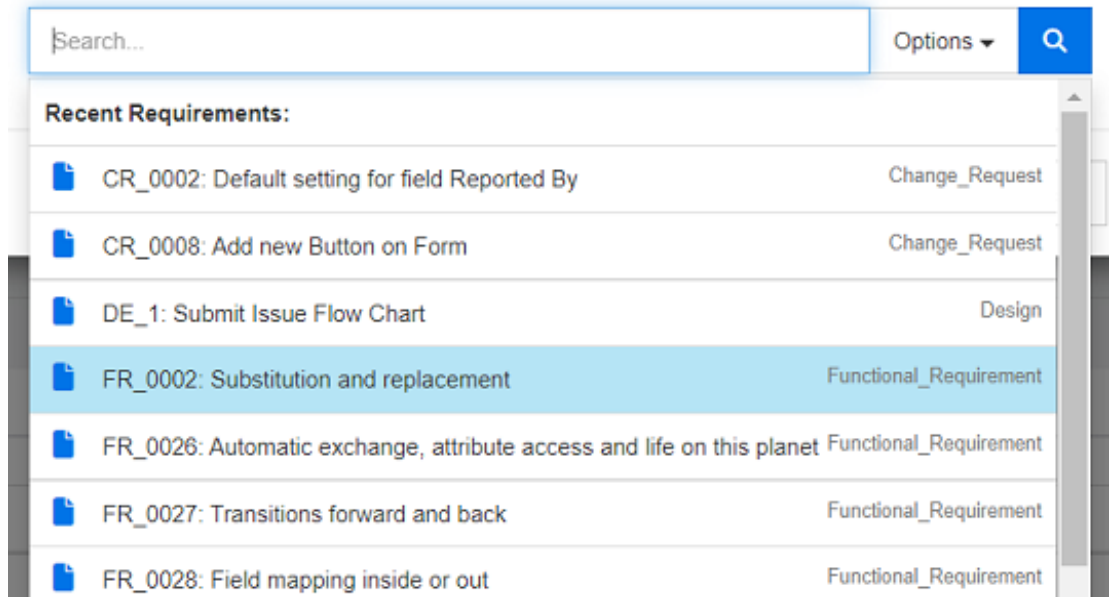 Search...
Options
Recent Requirements:
CR_0002: Default setting for field Reported By Change_Request
CR_0008: Add new Button on Form Change_Request
DE_1: Submit Issue Flow Chart Design
FR_0002: Substitution and replacement Functional_Requirement
FR_0026: Automatic exchange, attribute access and life on this planet Functional_Requirement
FR_0027: Transitions forward and back Functional_Requirement
FR_0028: Field mapping inside or out Functional_Requirement